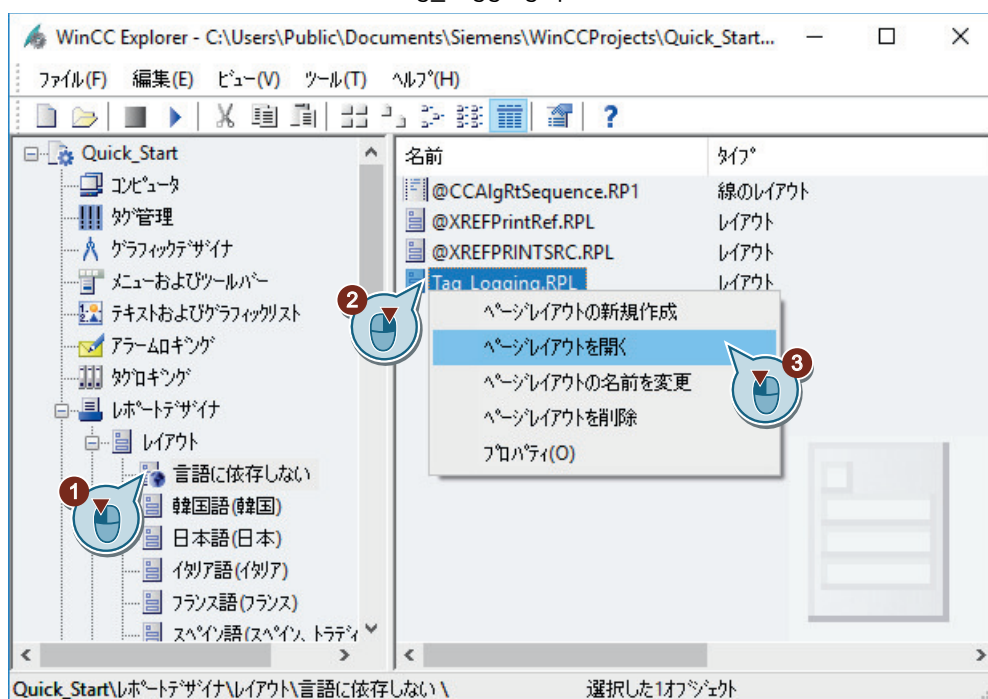 WinCC Explorer - C:\Users\Public\Documents\Siemens\WinCCProjects\Quick_Start...
ファイル(F) 編集(E) ビュー(V) ツール(T) ヘルプ(H)
Quick_Start
コンピュータ
タグ管理
グラフィックデザイナ
メニューおよびツールバー
テキストおよびグラフィックリスト
アラームロギング
タグロギング
レポートデザイナ
レイアウト
言語に依存しない
韓国語(韓国)
日本語(日本)
イタリア語(イタリア)
フランス語(フランス)
スペイン語(スペイン、トラディ
名前 タイプ
@CCAlgRtSequence.RP1 線のレイアウト
@XREFPrintRef.RPL レイアウト
@XREFPRINTSRC.RPL レイアウト
Tag_Logging.RPL レイアウト
ページレイアウトの新規作成
ページレイアウトを開く
ページレイアウトの名前を変更
ページレイアウトを削除
プロパティ(O)
1
2
3
Quick_Start\レポートデザイナ\レイアウト\言語に依存しない\ 選択した1オブジェクト